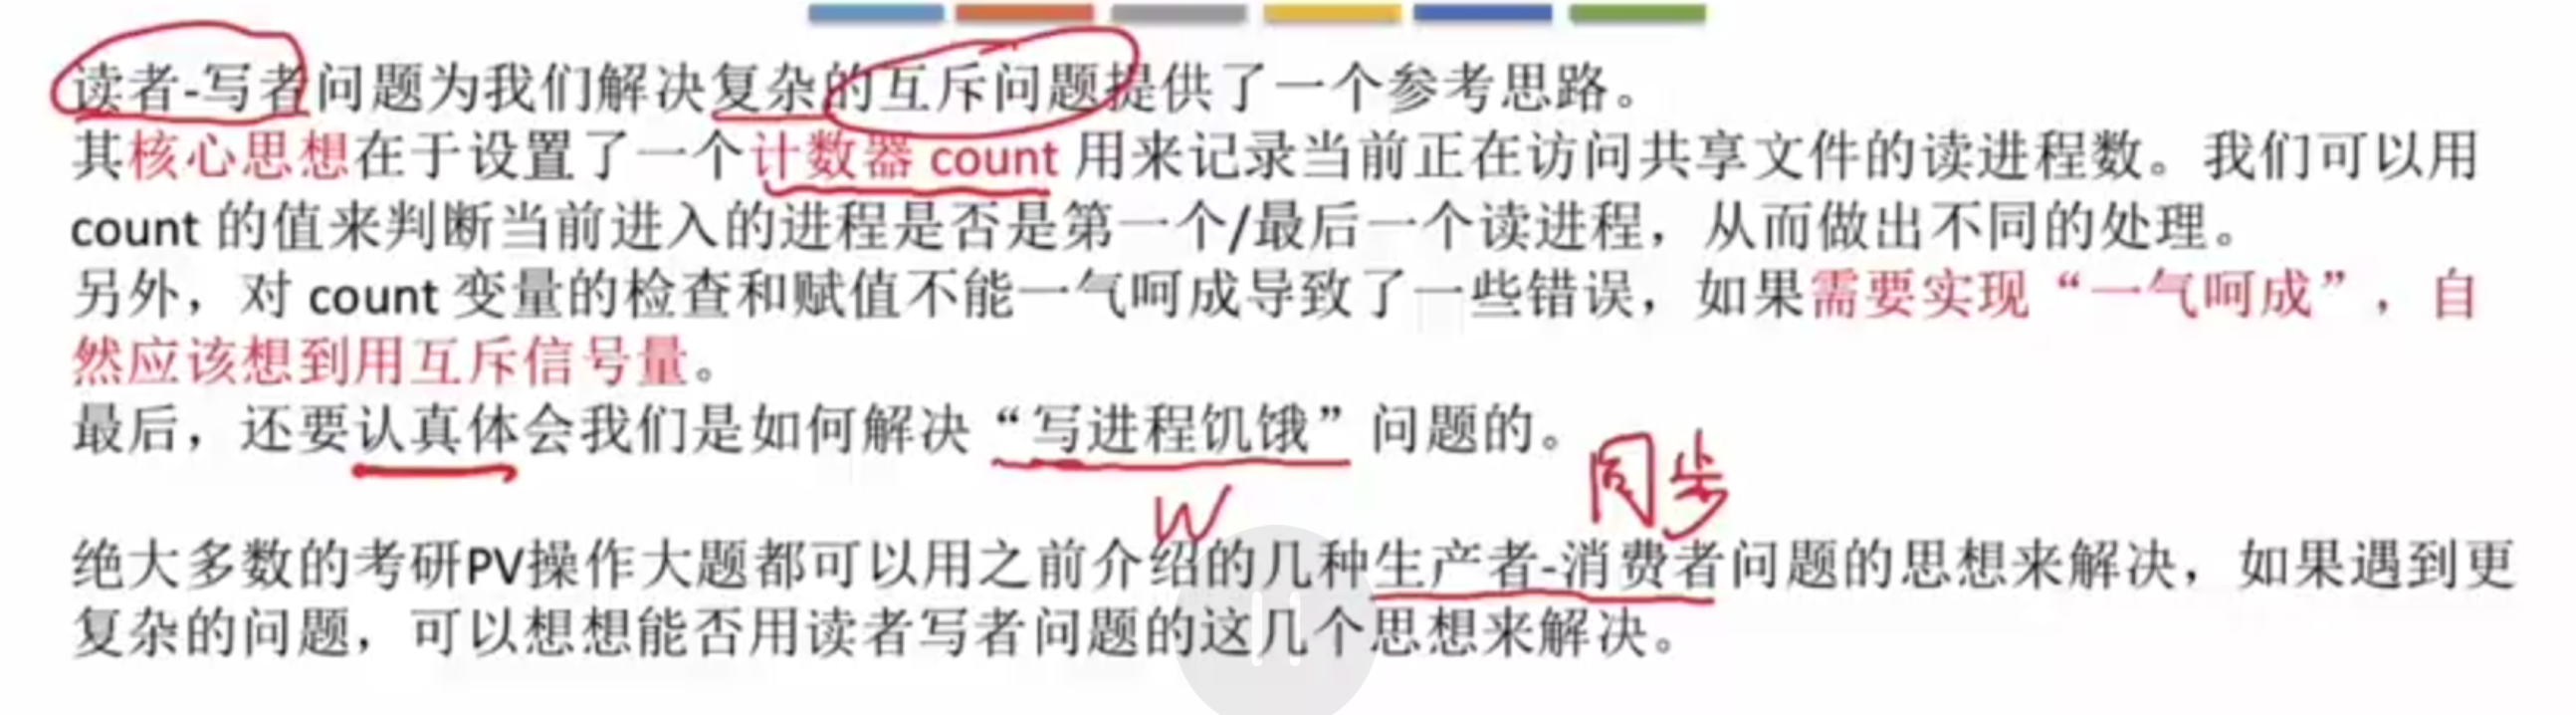 读者-写者问题为我们解决复杂的互斥问题提供了一个参考思路。
其核心思想在于设置了一个计数器 count 用来记录当前正在访问共享文件的读进程数。我们可以用
count 的值来判断当前进入的进程是否是第一个/最后一个读进程，从而做出不同的处理。
另外，对 count 变量的检查和赋值不能一气呵成导致了一些错误，如果需要实现“一气呵成”，自
然应该想到用互斥信号量。
最后，还要认真体会我们是如何解决“写进程饥饿”问题的。
同步
W
绝大多数的考研PV操作大题都可以用之前介绍的几种生产者-消费者问题的思想来解决，如果遇到更
复杂的问题，可以想想能否用读者写者问题的这几个思想来解决。